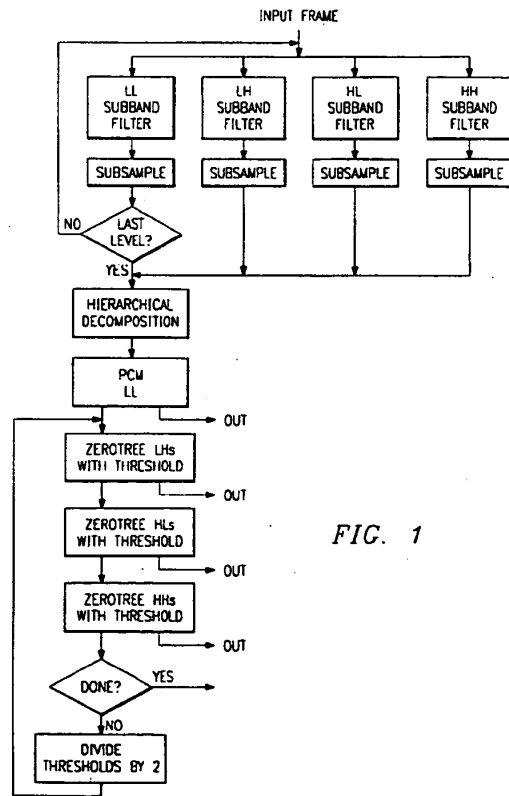 INPUT FRAME
LL
SUBBAND
FILTER
LH
SUBBAND
FILTER
HL
SUBBAND
FILTER
HH
SUBBAND
FILTER
SUBSAMPLE
SUBSAMPLE
SUBSAMPLE
SUBSAMPLE
NO
LAST
LEVEL?
YES
HIERARCHICAL
DECOMPOSITION
PCM
LL
OUT
ZEROTREE LHs
WITH THRESHOLD
OUT
ZEROTREE HLs
WITH THRESHOLD
OUT
FIG. 1
ZEROTREE HHs
WITH THRESHOLD
OUT
DONE?
YES
NO
DIVIDE
THRESHOLDS BY 2